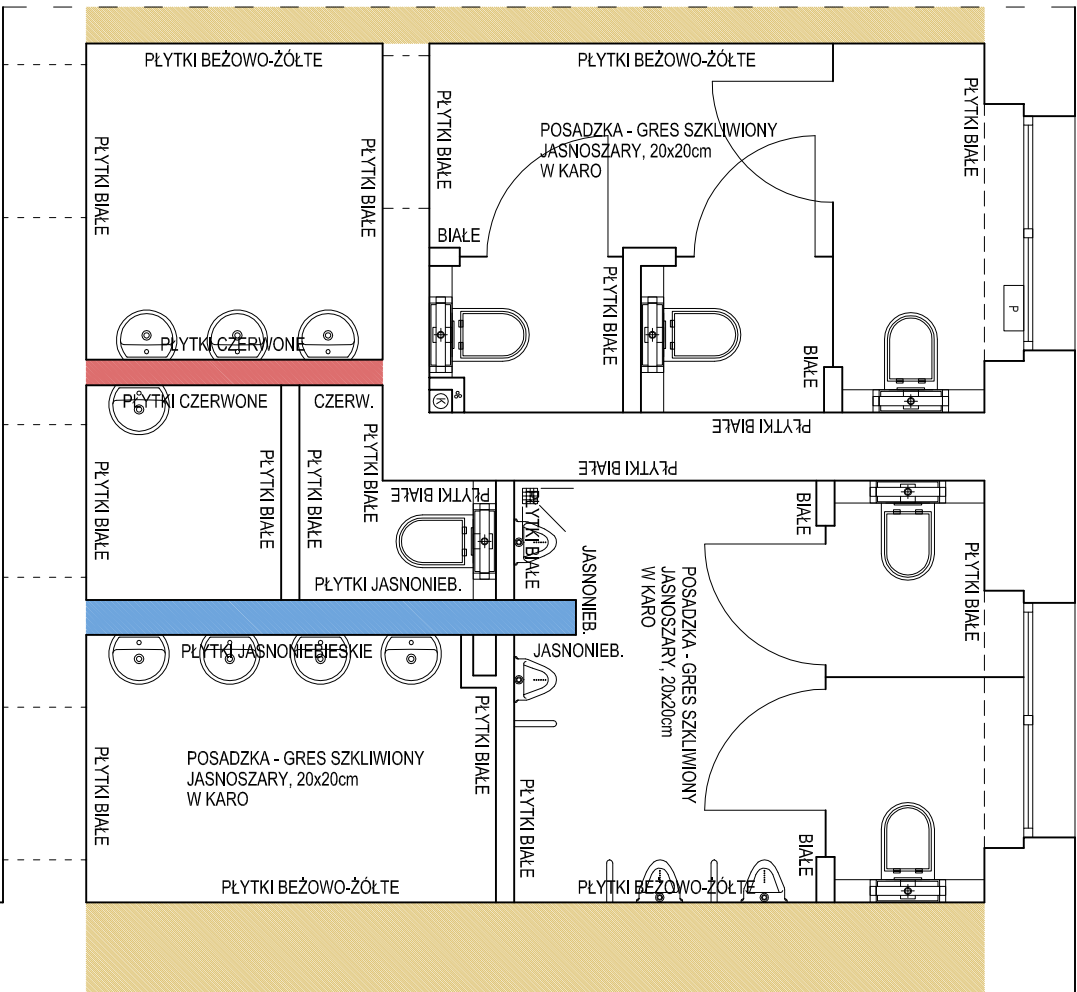 PŁYTKI BEŻOWO-ŻÓŁTE
PŁYTKI BEŻOWO-ŻÓŁTE
PŁYTKI BIAŁE
PŁYTKI BIAŁE
PŁYTKI BIAŁE
POSADZKA - GRES SZKLIWIONY
JASNOSZARY, 20x20cm
W KARO
PŁYTKI BIAŁE
BIAŁE
PŁYTKI BIAŁE
P
PŁYTKI CZERWONE
BIAŁE
PŁYTKI CZERWONE
CZERW.
K
PŁYTKI BIAŁE
PŁYTKI BIAŁE
PŁYTKI BIAŁE
PŁYTKI BIAŁE
PŁYTKI BIAŁE
PŁYTKI BIAŁE
PŁYTKI BIAŁE
PŁYTKI BIAŁE
BIAŁE
PŁYTKI BIAŁE
PŁYTKI JASNONIEB.
JASNONIEB.
POSADZKA - GRES SZKLIWIONY
JASNOSZARY, 20x20cm
W KARO
PŁYTKI JASNONIEBIESKIE
JASNONIEB.
PŁYTKI BIAŁE
POSADZKA - GRES SZKLIWIONY
JASNOSZARY, 20x20cm
W KARO
PŁYTKI BIAŁE
PŁYTKI BIAŁE
BIAŁE
PŁYTKI BEŻOWO-ŻÓŁTE
PŁYTKI BEŻOWO-ŻÓŁTE